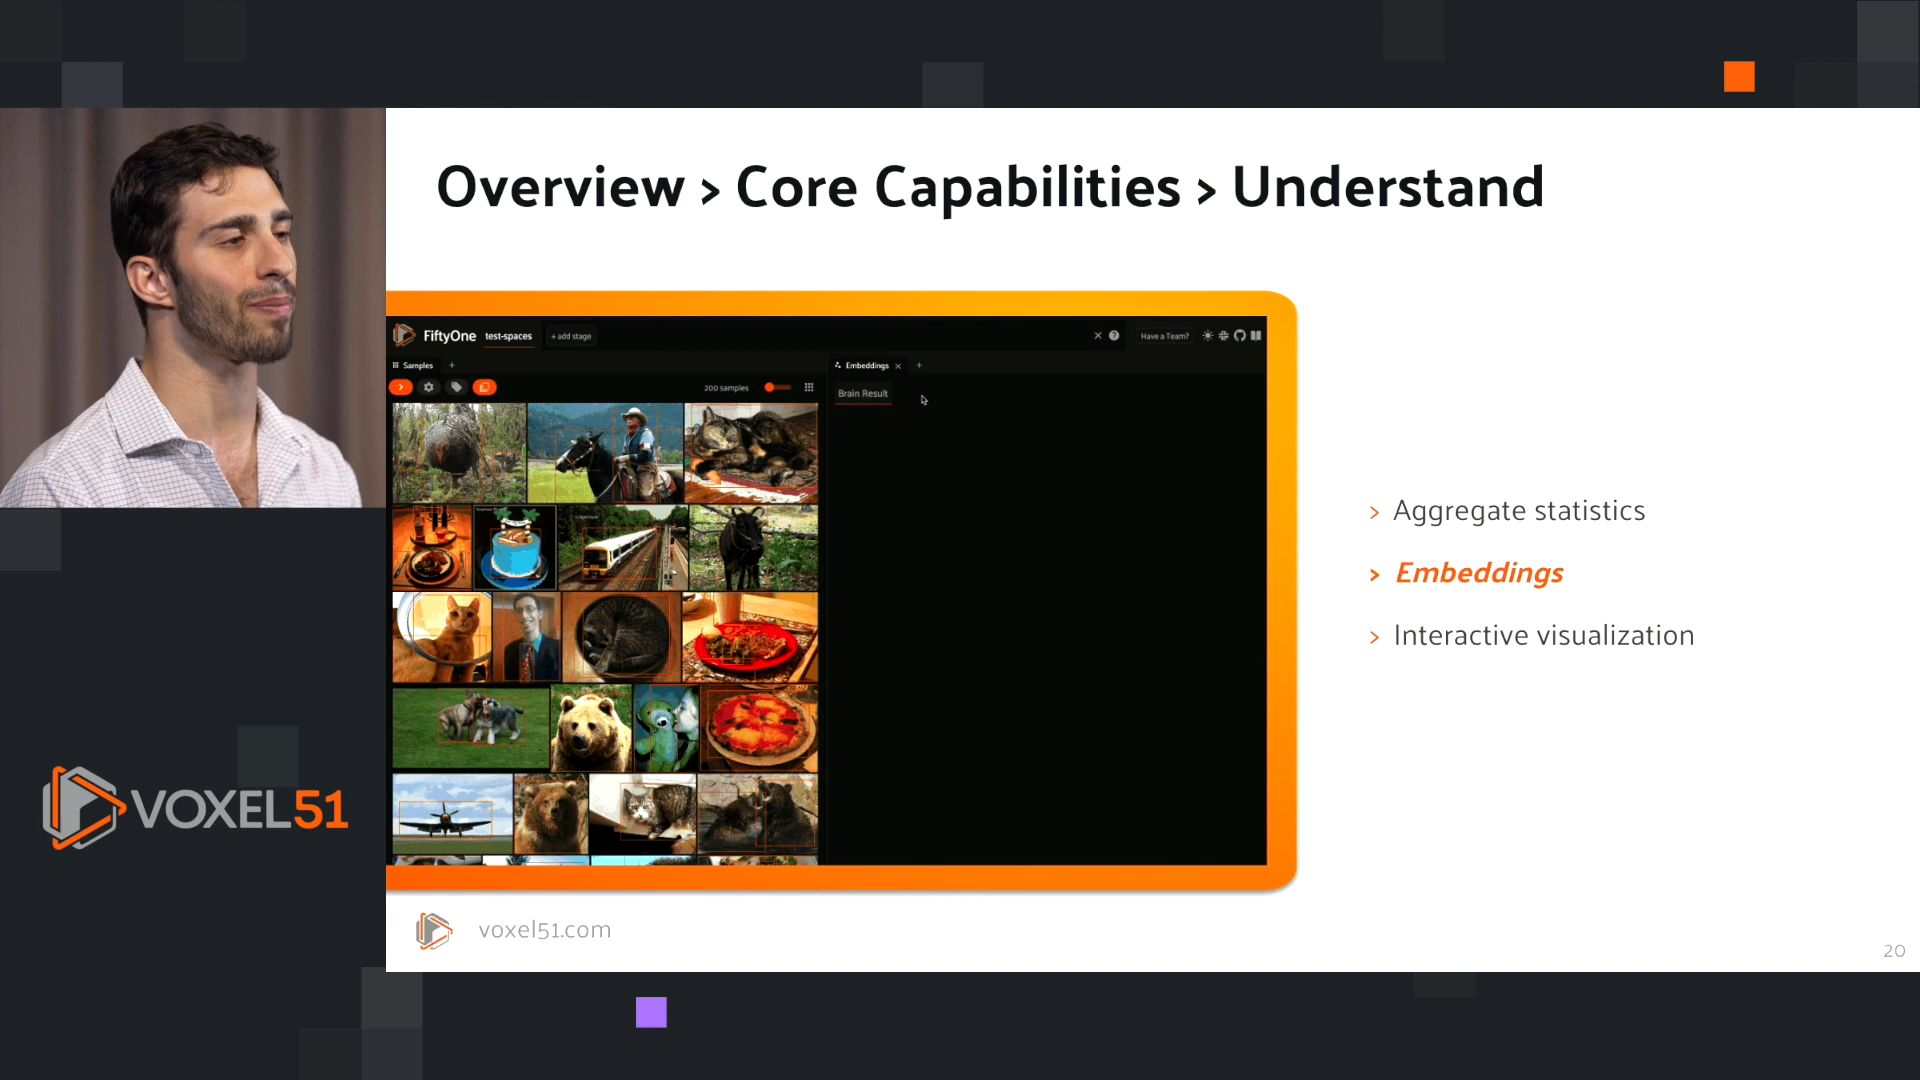 Overview > Core Capabilities > Understand
FiftyOne test-spaces + add stage Have a Team?
Samples +
Embeddings +
200 samples
Brain Result
> Aggregate statistics
> Embeddings
> Interactive visualization
VOXEL51
voxel51.com
20